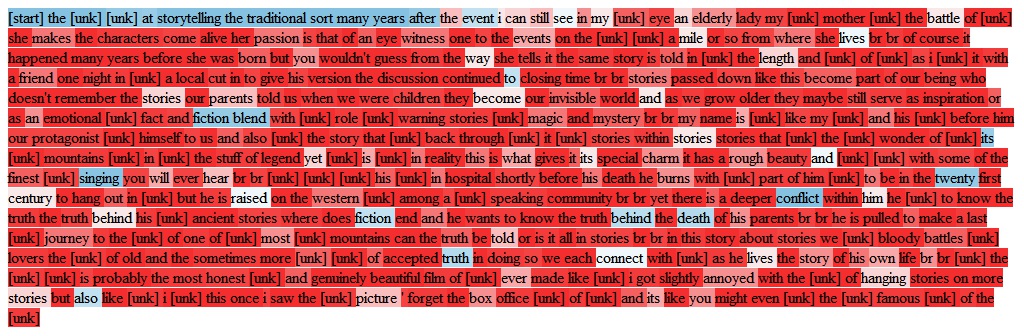 [start] the [unk] [unk] at storytelling the traditional sort many years after the event i can still see in my [unk] eye an elderly lady my [unk] mother [unk] the battle of [unk]
she makes the characters come alive her passion is that of an eye witness one to the events on the [unk] [unk] a mile or so from where she lives br br of course it
happened many years before she was born but you wouldn't guess from the way she tells it the same story is told in [unk] the length and [unk] of [unk] as i [unk] it with
a friend one night in [unk] a local cut in to give his version the discussion continued to closing time br br stories passed down like this become part of our being who
doesn't remember the stories our parents told us when we were children they become our invisible world and as we grow older they maybe still serve as inspiration or
as an emotional [unk] fact and fiction blend with [unk] role [unk] warning stories [unk] magic and mystery br br my name is [unk] like my [unk] and his [unk] before him
our protagonist [unk] himself to us and also [unk] the story that [unk] back through [unk] it [unk] stories within stories stories that [unk] the [unk] wonder of [unk] its
[unk] mountains [unk] in [unk] the stuff of legend yet [unk] is [unk] in reality this is what gives it its special charm it has a rough beauty and [unk] [unk] with some of the
finest [unk] singing you will ever hear br br [unk] [unk] [unk] his [unk] in hospital shortly before his death he burns with [unk] part of him [unk] to be in the twenty first
century to hang out in [unk] but he is raised on the western [unk] among a [unk] speaking community br br yet there is a deeper conflict within him he [unk] to know the
truth the truth behind his [unk] ancient stories where does fiction end and he wants to know the truth behind the death of his parents br br he is pulled to make a last
[unk] journey to the [unk] of one of [unk] most [unk] mountains can the truth be told or is it all in stories br br in this story about stories we [unk] bloody battles [unk]
lovers the [unk] of old and the sometimes more [unk] [unk] of accepted truth in doing so we each connect with [unk] as he lives the story of his own life br br [unk] the
[unk] [unk] is probably the most honest [unk] and genuinely beautiful film of [unk] ever made like [unk] i got slightly annoyed with the [unk] of hanging stories on more
stories but also like [unk] i [unk] this once i saw the [unk] picture ' forget the box office [unk] of [unk] and its like you might even [unk] the [unk] famous [unk] of the
[unk]